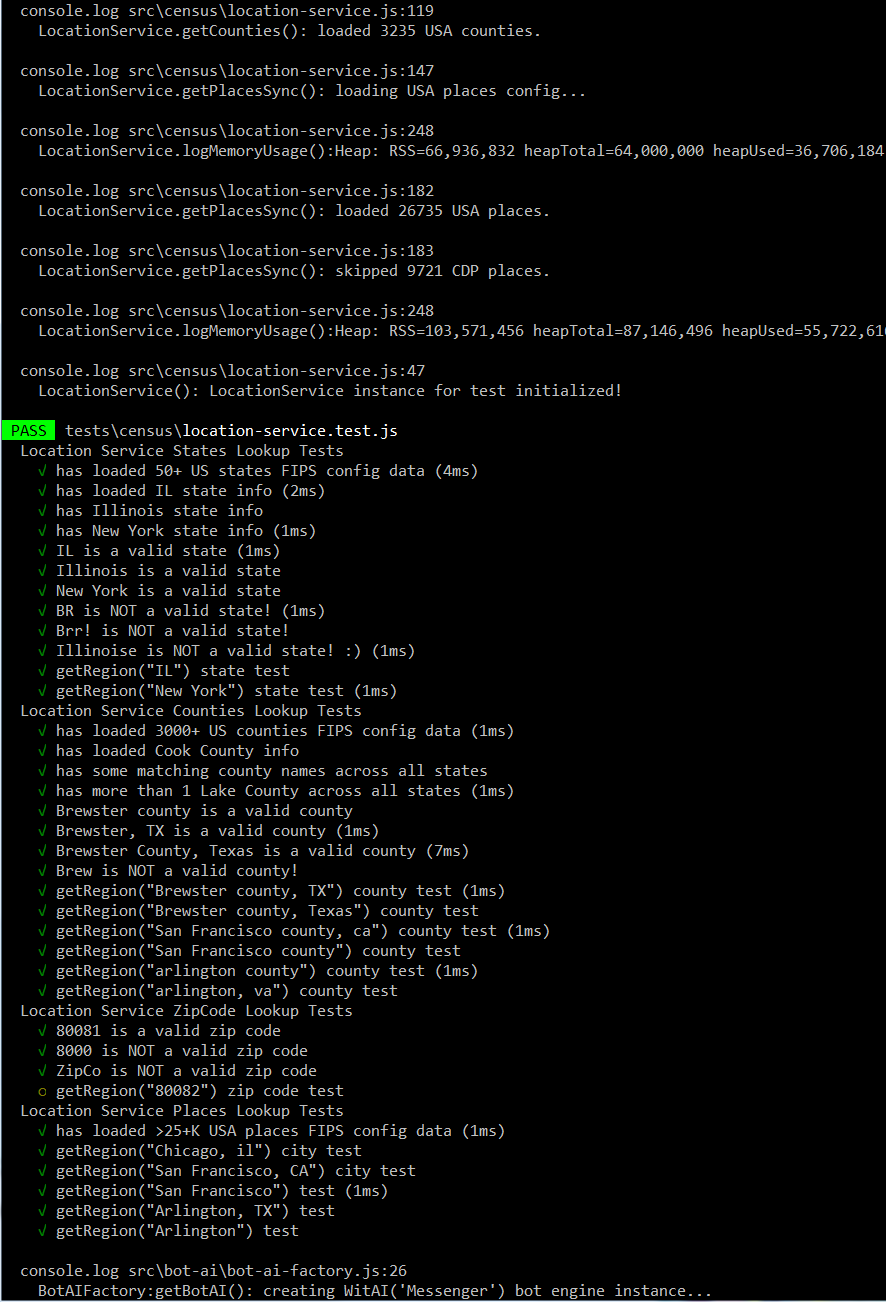 console.log src\census\location-service.js:119
LocationService.getCounties(): loaded 3235 USA counties.
console.log src\census\location-service.js:147
LocationService.getPlacesSync(): loading USA places config...
console.log src\census\location-service.js:248
LocationService.logMemoryUsage():Heap: RSS=66,936,832 heapTotal=64,000,000 heapUsed=36,706,184
console.log src\census\location-service.js:182
LocationService.getPlacesSync(): loaded 26735 USA places.
console.log src\census\location-service.js:183
LocationService.getPlacesSync(): skipped 9721 CDP places.
console.log src\census\location-service.js:248
LocationService.logMemoryUsage():Heap: RSS=103,571,456 heapTotal=87,146,496 heapUsed=55,722,61
console.log src\census\location-service.js:47
LocationService(): LocationService instance for test initialized!
PASS tests\census\location-service.test.js
Location Service States Lookup Tests
√ has loaded 50+ US states FIPS config data (4ms)
√ has loaded IL state info (2ms)
√ has Illinois state info
√ has New York state info (1ms)
√ IL is a valid state (1ms)
√ Illinois is a valid state
√ New York is a valid state
√ BR is NOT a valid state! (1ms)
√ Brr! is NOT a valid state!
√ Illinoise is NOT a valid state! :) (1ms)
√ getRegion("IL") state test
√ getRegion("New York") state test (1ms)
Location Service Counties Lookup Tests
√ has loaded 3000+ US counties FIPS config data (1ms)
√ has loaded Cook County info
√ has some matching county names across all states
√ has more than 1 Lake County across all states (1ms)
√ Brewster county is a valid county
√ Brewster, TX is a valid county (1ms)
√ Brewster County, Texas is a valid county (7ms)
√ Brew is NOT a valid county!
√ getRegion("Brewster county, TX") county test (1ms)
√ getRegion("Brewster county, Texas") county test
√ getRegion("San Francisco county, ca") county test (1ms)
√ getRegion("San Francisco county") county test
√ getRegion("arlington county") county test (1ms)
√ getRegion("arlington, va") county test
Location Service ZipCode Lookup Tests
√ 80081 is a valid zip code
√ 8000 is NOT a valid zip code
√ ZipCo is NOT a valid zip code
○ getRegion("80082") zip code test
Location Service Places Lookup Tests
√ has loaded >25+K USA places FIPS config data (1ms)
√ getRegion("Chicago, il") city test
√ getRegion("San Francisco, CA") city test
√ getRegion("San Francisco") test (1ms)
√ getRegion("Arlington, TX") test
√ getRegion("Arlington") test
console.log src\bot-ai\bot-ai-factory.js:26
BotAIFactory:getBotAI(): creating WitAI('Messenger') bot engine instance...